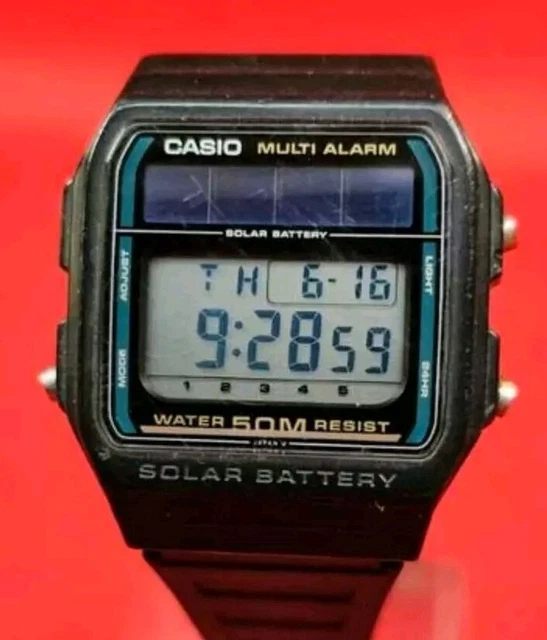 CASIO MULTI ALARM
SOLAR BATTERY
ADJUST
LIGHT
TH 6-16
9:28 59
MODE
24HR
1 2 3 4 5
WATER 50M RESIST
SOLAR BATTERY